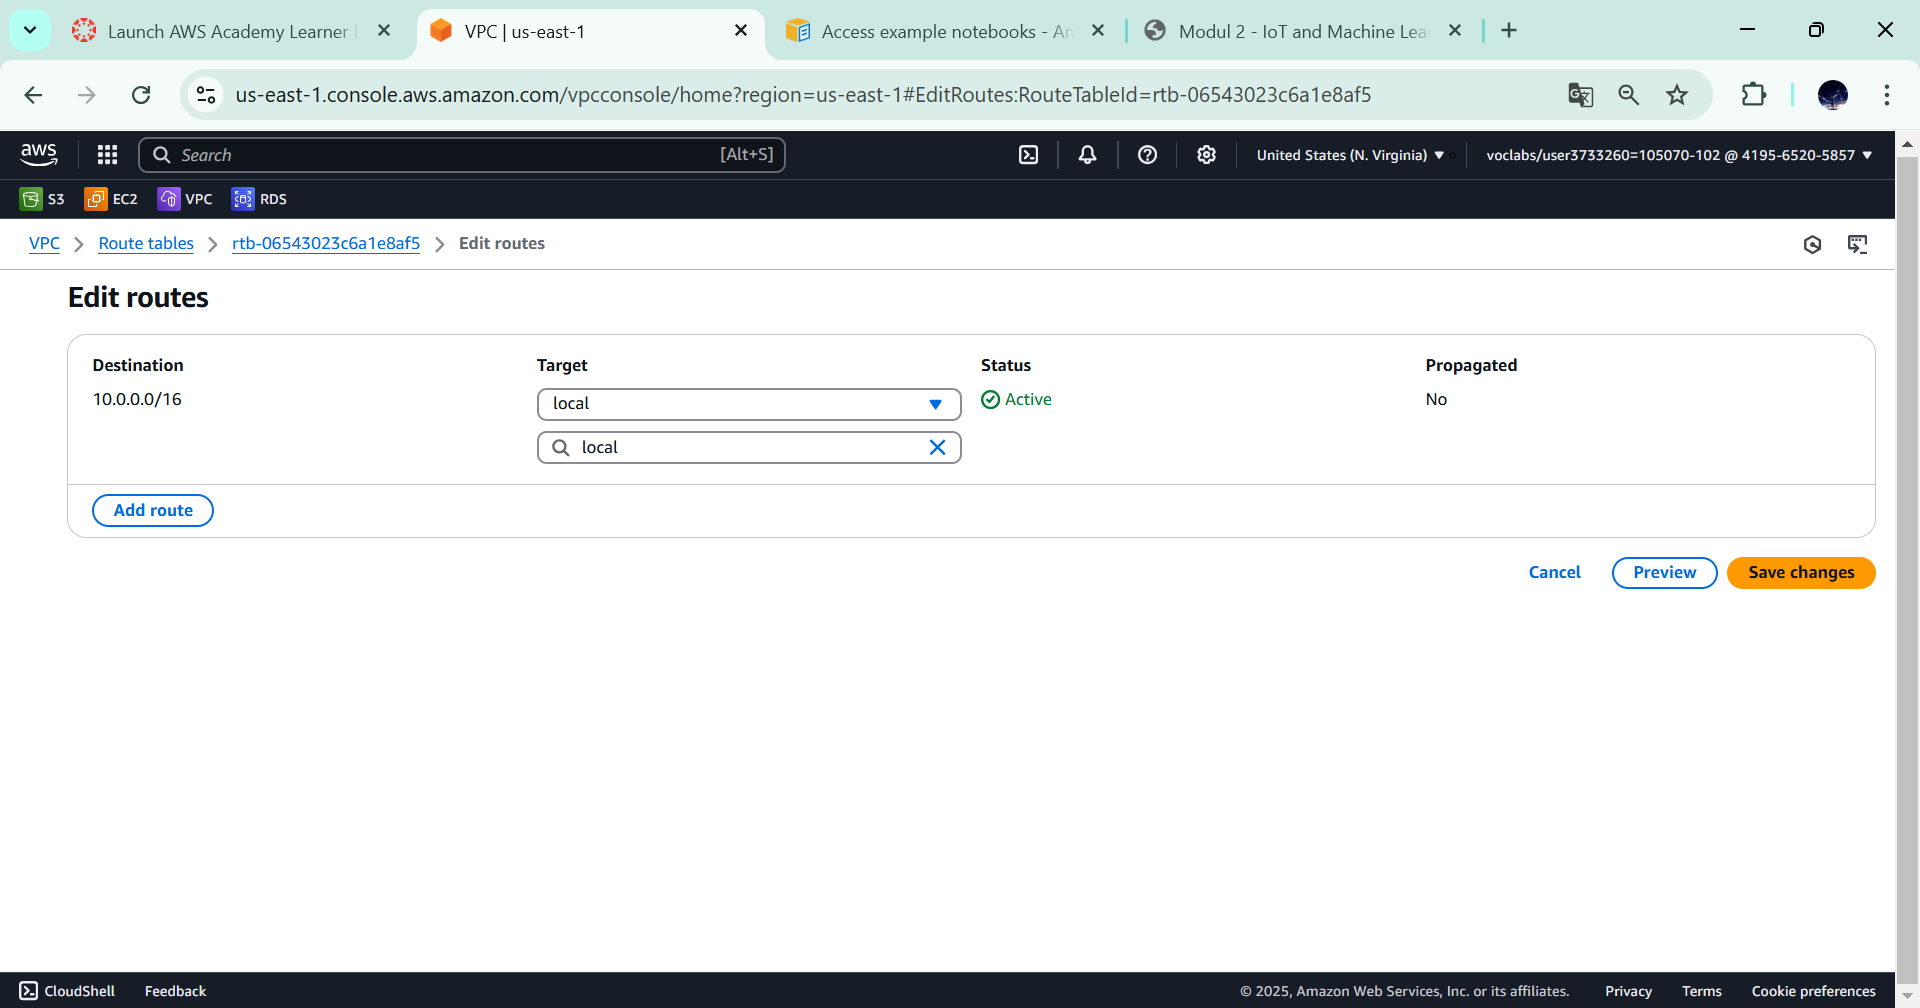 Launch AWS Academy Learner
VPC | us-east-1
Access example notebooks - Am
Modul 2 - IoT and Machine Lea
us-east-1.console.aws.amazon.com/vpcconsole/home?region=us-east-1#EditRoutes:RouteTableId=rtb-06543023c6a1e8af5
aws
Search
[Alt+S]
United States (N. Virginia)
voclabs/user3733260=105070-102 @ 4195-6520-5857
S3
EC2
VPC
RDS
VPC
Route tables
rtb-06543023c6a1e8af5
Edit routes
Edit routes
Destination
Target
Status
Propagated
10.0.0.0/16
local
Active
No
local
Add route
Cancel
Preview
Save changes
CloudShell
Feedback
© 2025, Amazon Web Services, Inc. or its affiliates.
Privacy
Terms
Cookie preferences